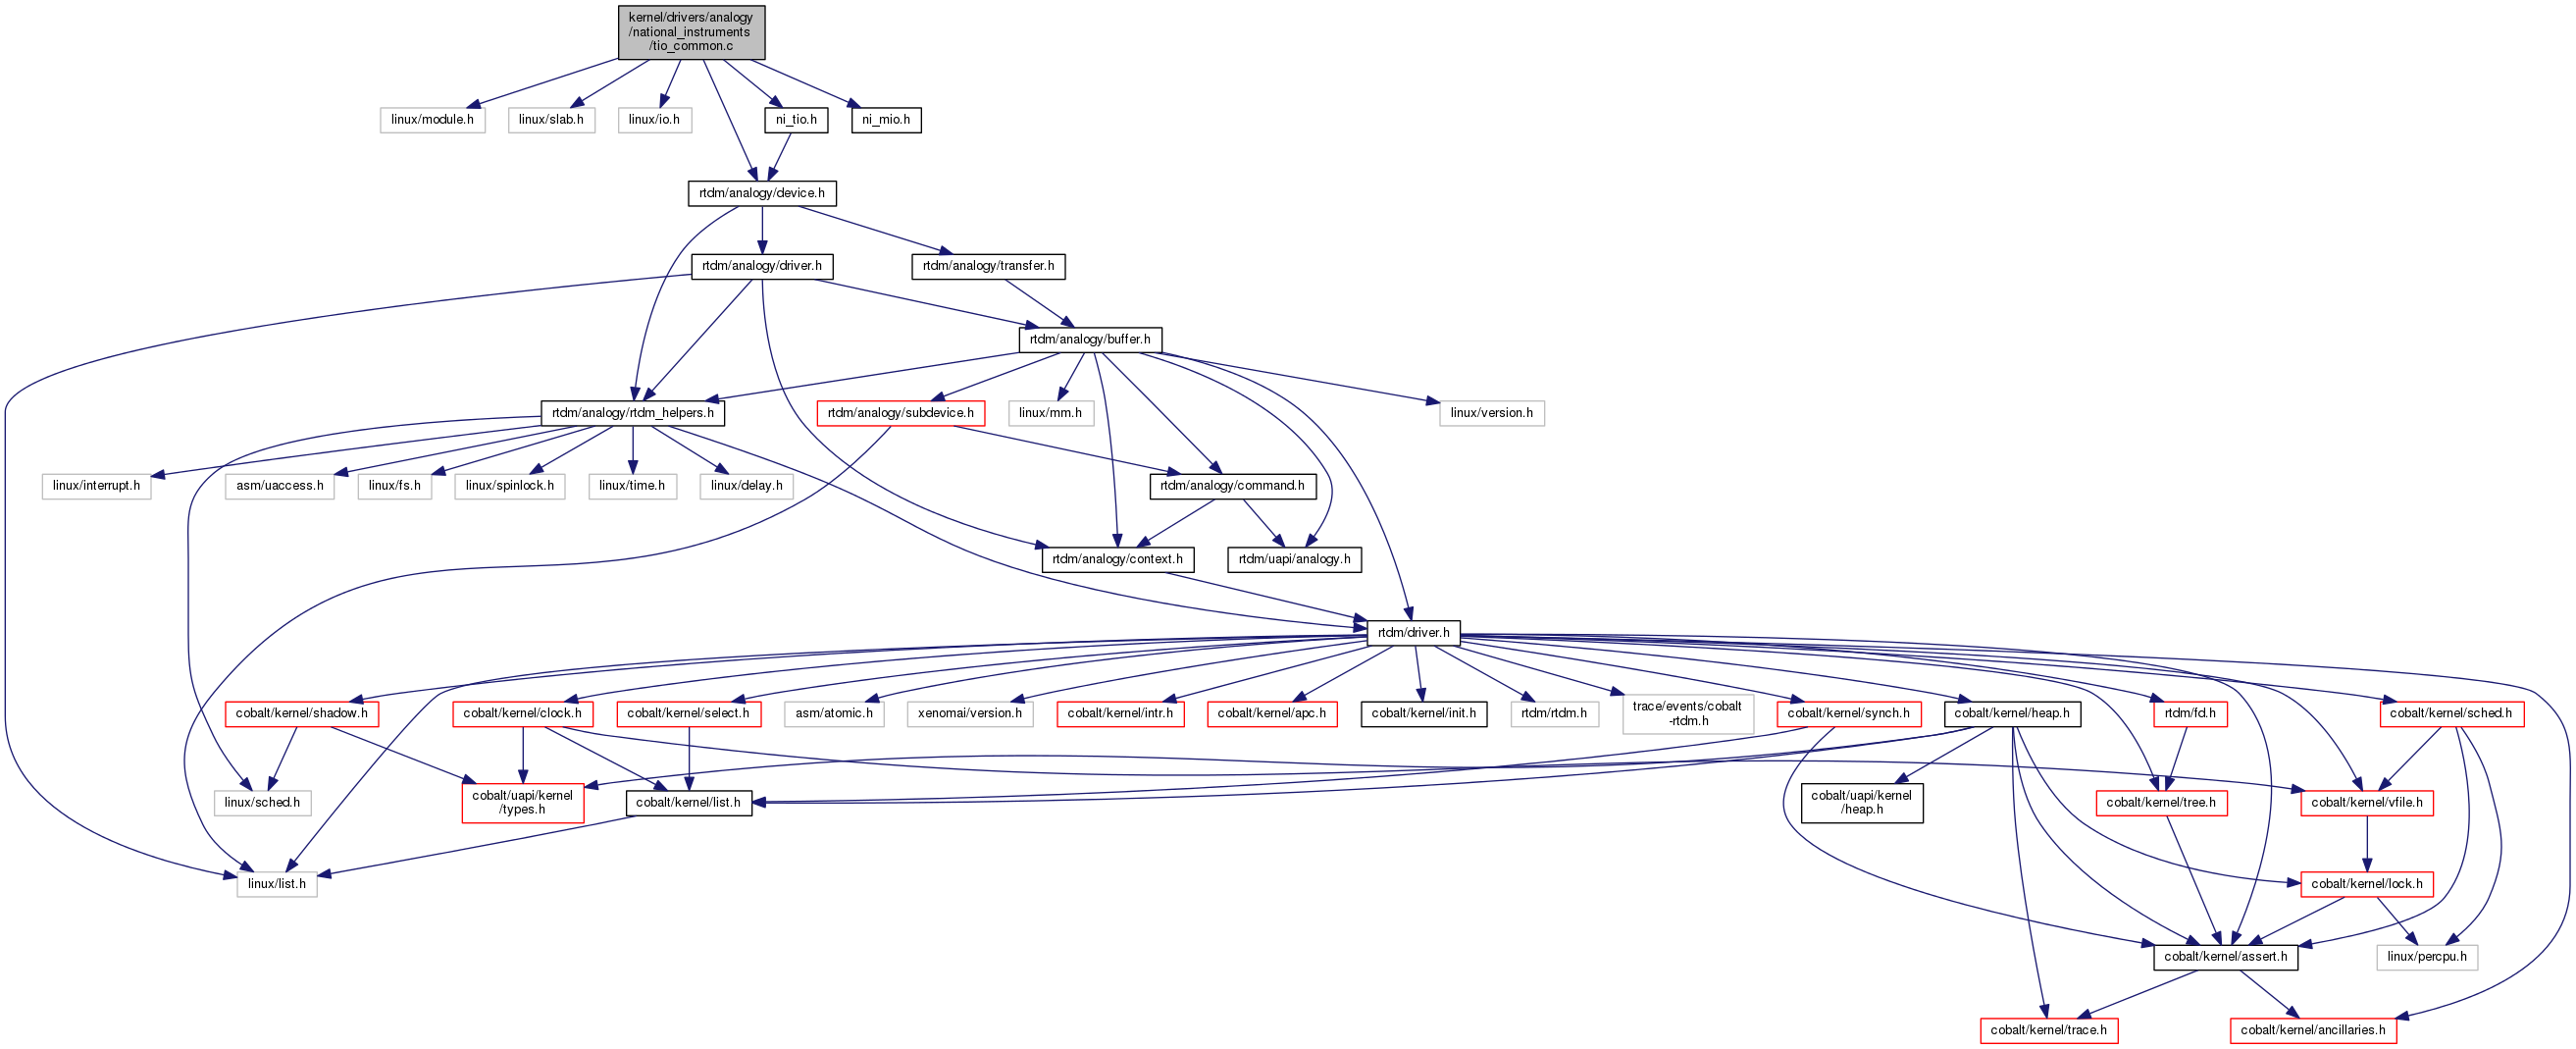 kernel/drivers/analogy
/national_instruments
/tio_common.c
linux/module.h
linux/slab.h
linux/io.h
ni_tio.h
ni_mio.h
rtdm/analogy/device.h
rtdm/analogy/driver.h
rtdm/analogy/transfer.h
rtdm/analogy/buffer.h
rtdm/analogy/rtdm_helpers.h
rtdm/analogy/subdevice.h
linux/mm.h
linux/version.h
linux/interrupt.h
asm/uaccess.h
linux/fs.h
linux/spinlock.h
linux/time.h
linux/delay.h
rtdm/analogy/command.h
rtdm/analogy/context.h
rtdm/uapi/analogy.h
rtdm/driver.h
cobalt/kernel/shadow.h
cobalt/kernel/clock.h
cobalt/kernel/select.h
asm/atomic.h
xenomai/version.h
cobalt/kernel/intr.h
cobalt/kernel/apc.h
cobalt/kernel/init.h
rtdm/rtdm.h
trace/events/cobalt
-rtdm.h
cobalt/kernel/synch.h
cobalt/kernel/heap.h
rtdm/fd.h
cobalt/kernel/sched.h
linux/sched.h
cobalt/uapi/kernel
/types.h
cobalt/kernel/list.h
cobalt/uapi/kernel
/heap.h
cobalt/kernel/tree.h
cobalt/kernel/vfile.h
linux/list.h
cobalt/kernel/lock.h
cobalt/kernel/assert.h
linux/percpu.h
cobalt/kernel/trace.h
cobalt/kernel/ancillaries.h